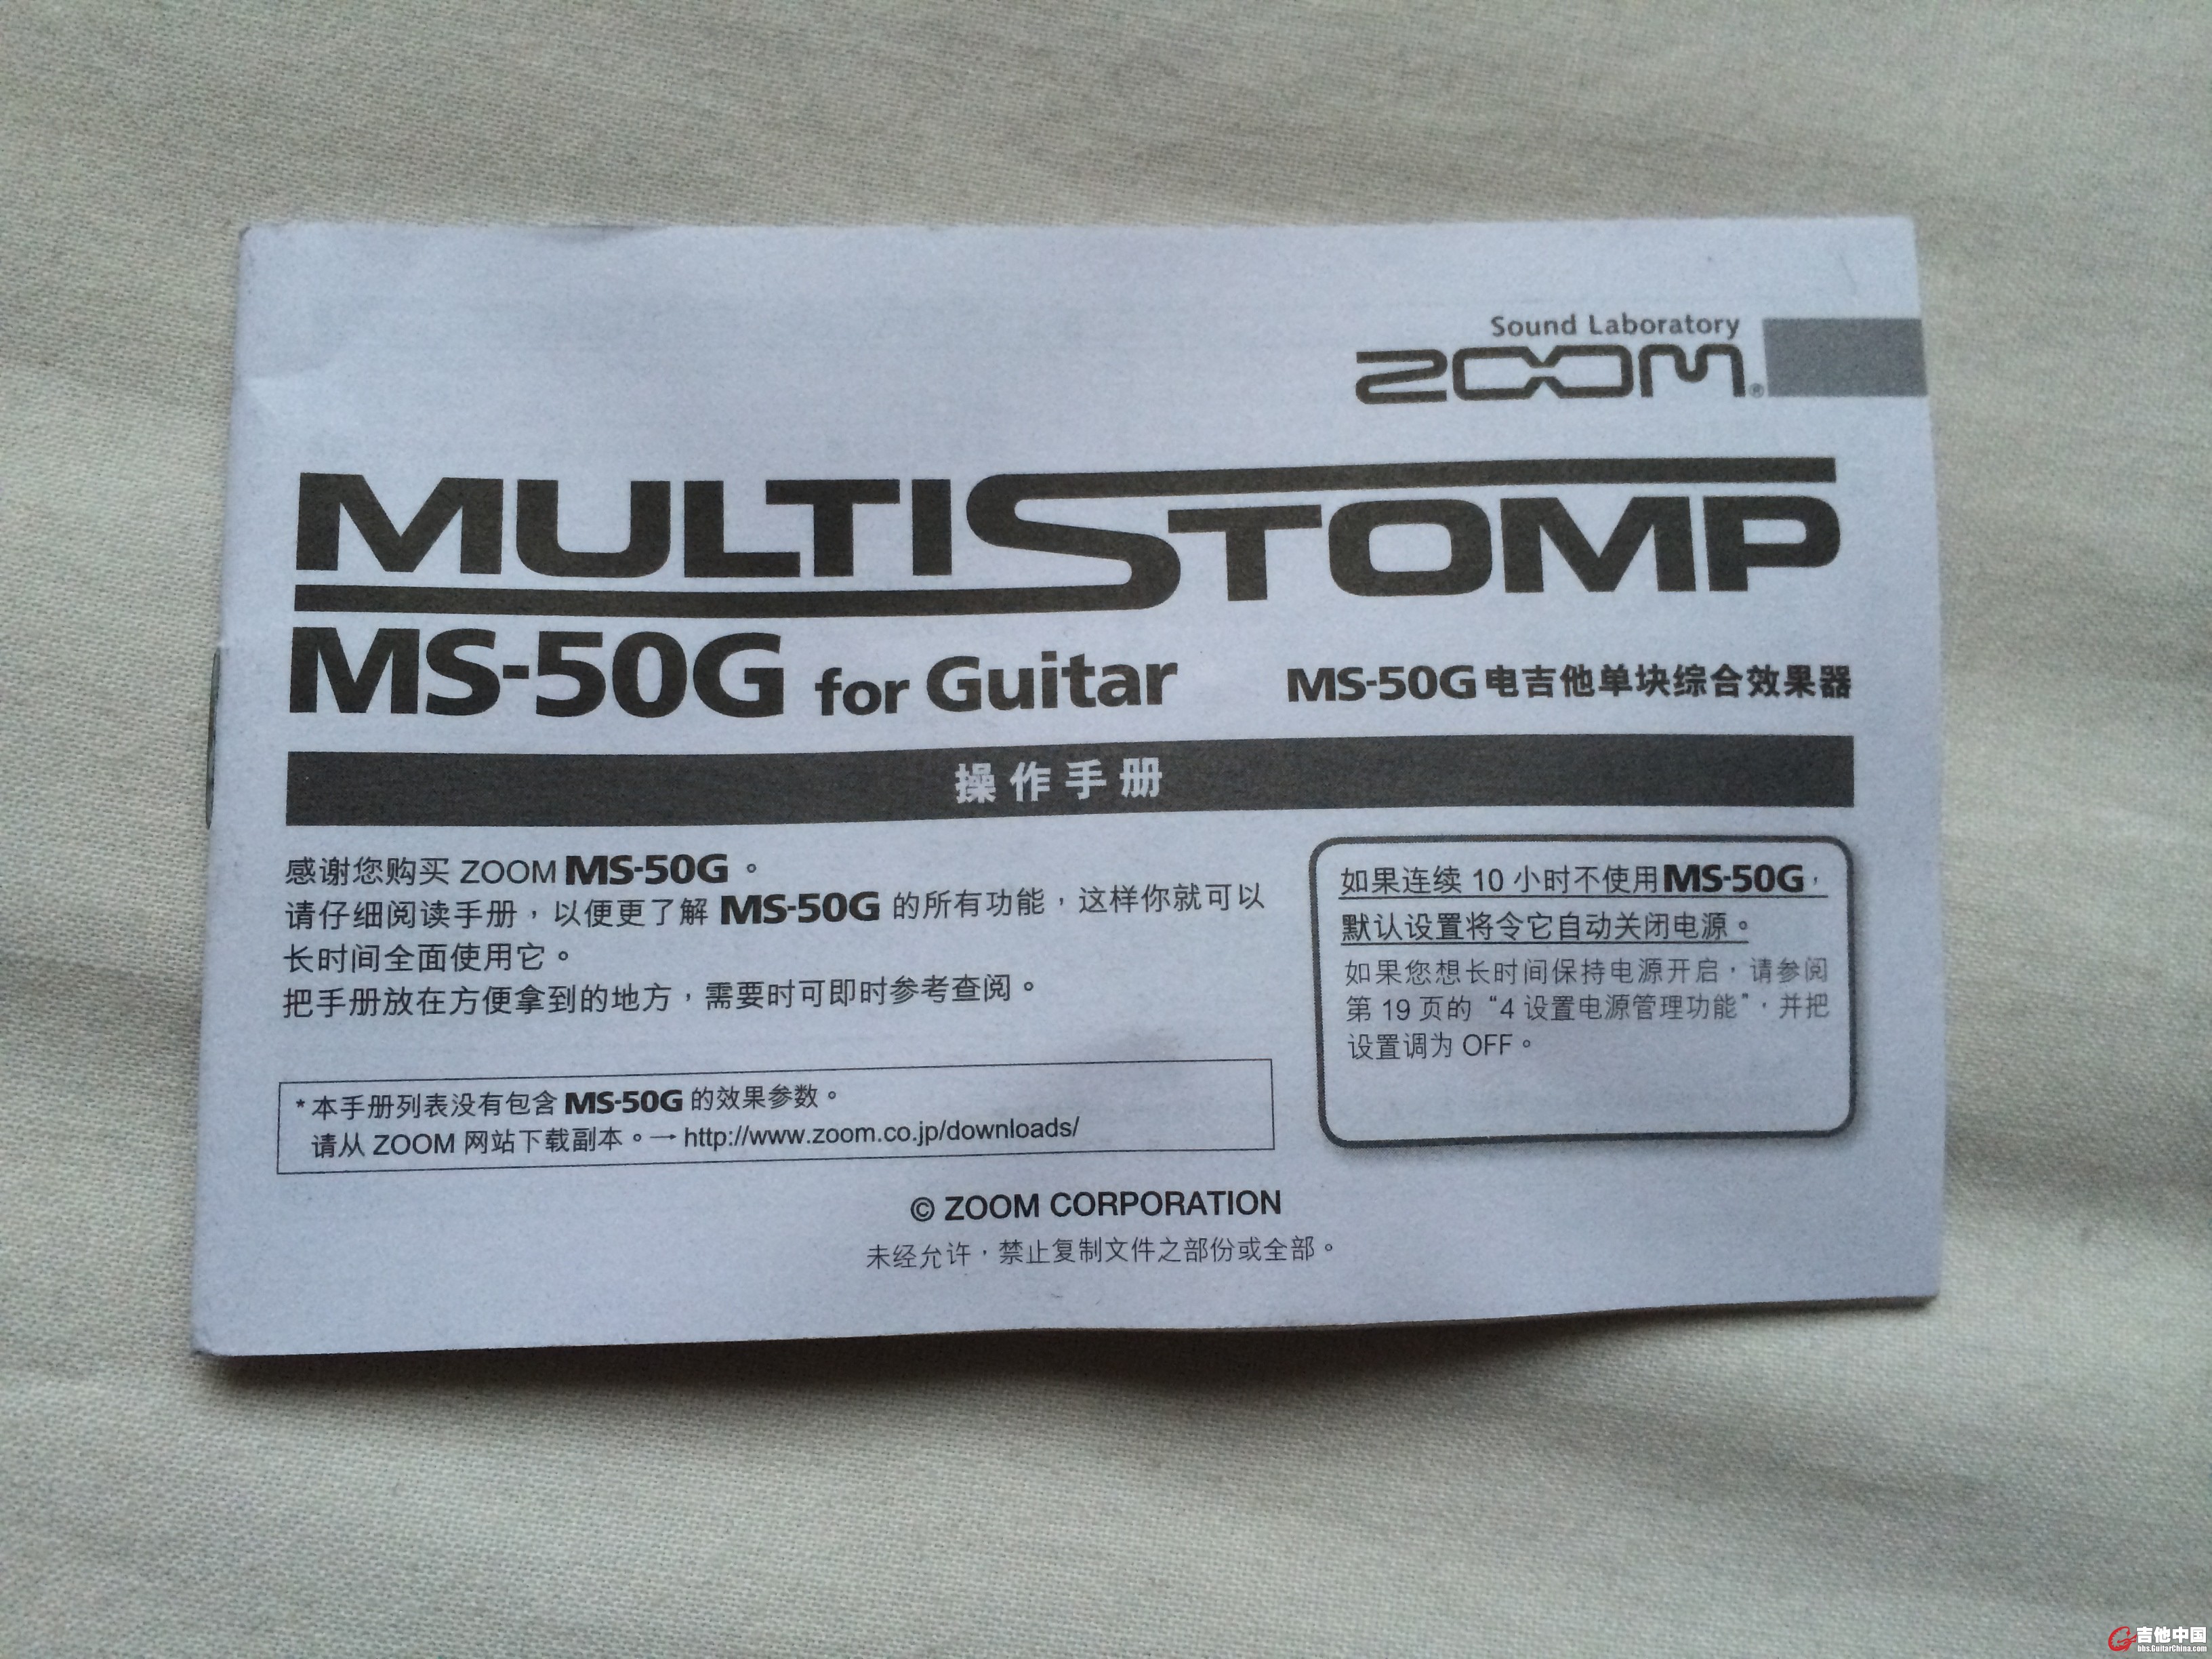 Sound Laboratory
ZOOM®
MULTISTOMP
MS-50G for Guitar
MS-50G电吉他单块综合效果器
操作手册
感谢您购买 ZOOM MS-50G。
请仔细阅读手册，以便更了解 MS-50G 的所有功能，这样你就可以
长时间全面使用它。
把手册放在方便拿到的地方，需要时可即时参考查阅。
* 本手册列表没有包含 MS-50G 的效果参数。
请从 ZOOM 网站下载副本。→ http://www.zoom.co.jp/downloads/
如果连续 10 小时不使用MS-50G，
默认设置将令它自动关闭电源。
如果您想长时间保持电源开启，请参阅
第 19 页的“4 设置电源管理功能”，并把
设置调为 OFF。
© ZOOM CORPORATION
未经允许，禁止复制文件之部份或全部。
吉他中国
bbs.GuitarChina.com